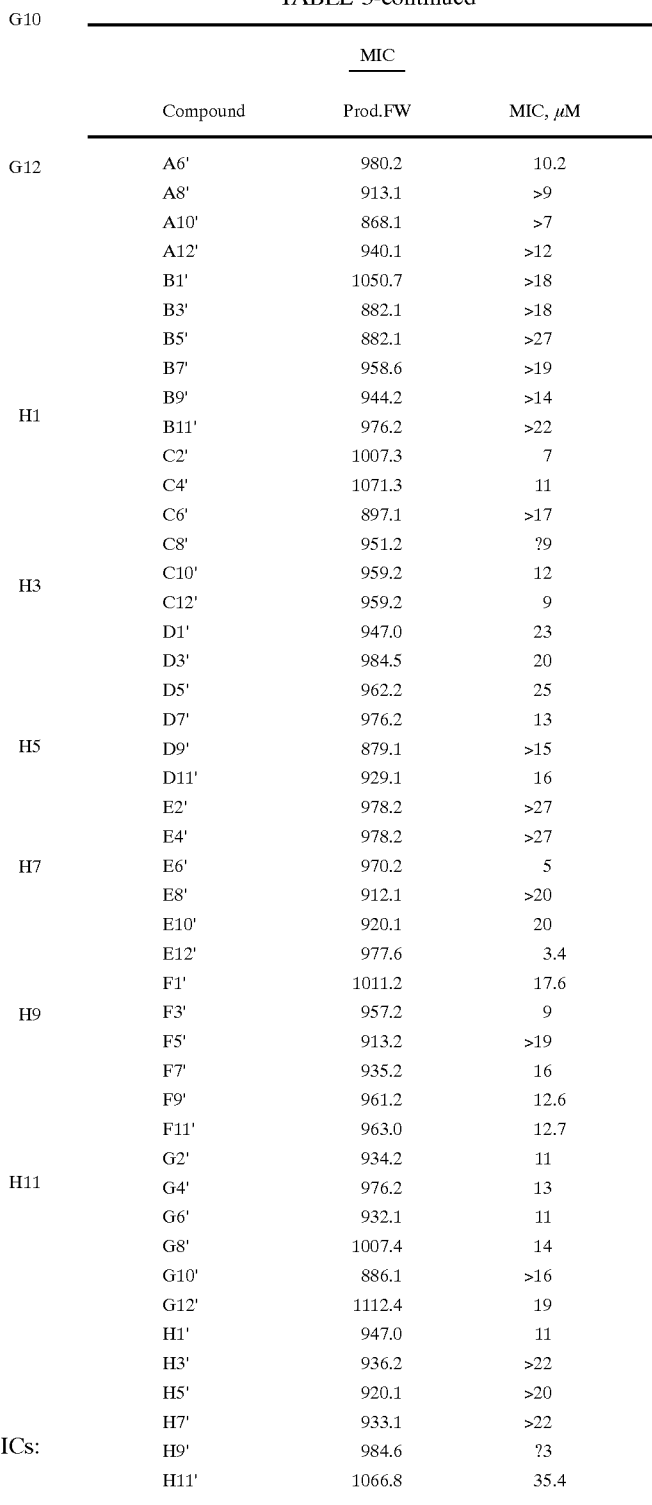 TABLE 3-continued
G10
MIC
Compound Prod.FW MIC, µM
G12 A6' 980.2 10.2
A8' 913.1 >9
A10' 868.1 >7
A12' 940.1 >12
B1' 1050.7 >18
B3' 882.1 >18
B5' 882.1 >27
B7' 958.6 >19
B9' 944.2 >14
H1
B11' 976.2 >22
C2' 1007.3 7
C4' 1071.3 11
C6' 897.1 >17
C8' 951.2 ?9
C10' 959.2 12
H3
C12' 959.2 9
D1' 947.0 23
D3' 984.5 20
D5' 962.2 25
D7' 976.2 13
H5 D9' 879.1 >15
D11' 929.1 16
E2' 978.2 >27
E4' 978.2 >27
H7 E6' 970.2 5
E8' 912.1 >20
E10' 920.1 20
E12' 977.6 3.4
F1' 1011.2 17.6
H9 F3' 957.2 9
F5' 913.2 >19
F7' 935.2 16
F9' 961.2 12.6
F11' 963.0 12.7
G2' 934.2 11
H11 G4' 976.2 13
G6' 932.1 11
G8' 1007.4 14
G10' 886.1 >16
G12' 1112.4 19
H1' 947.0 11
H3' 936.2 >22
H5' 920.1 >20
H7' 933.1 >22
ICs: H9' 984.6 ?3
H11' 1066.8 35.4